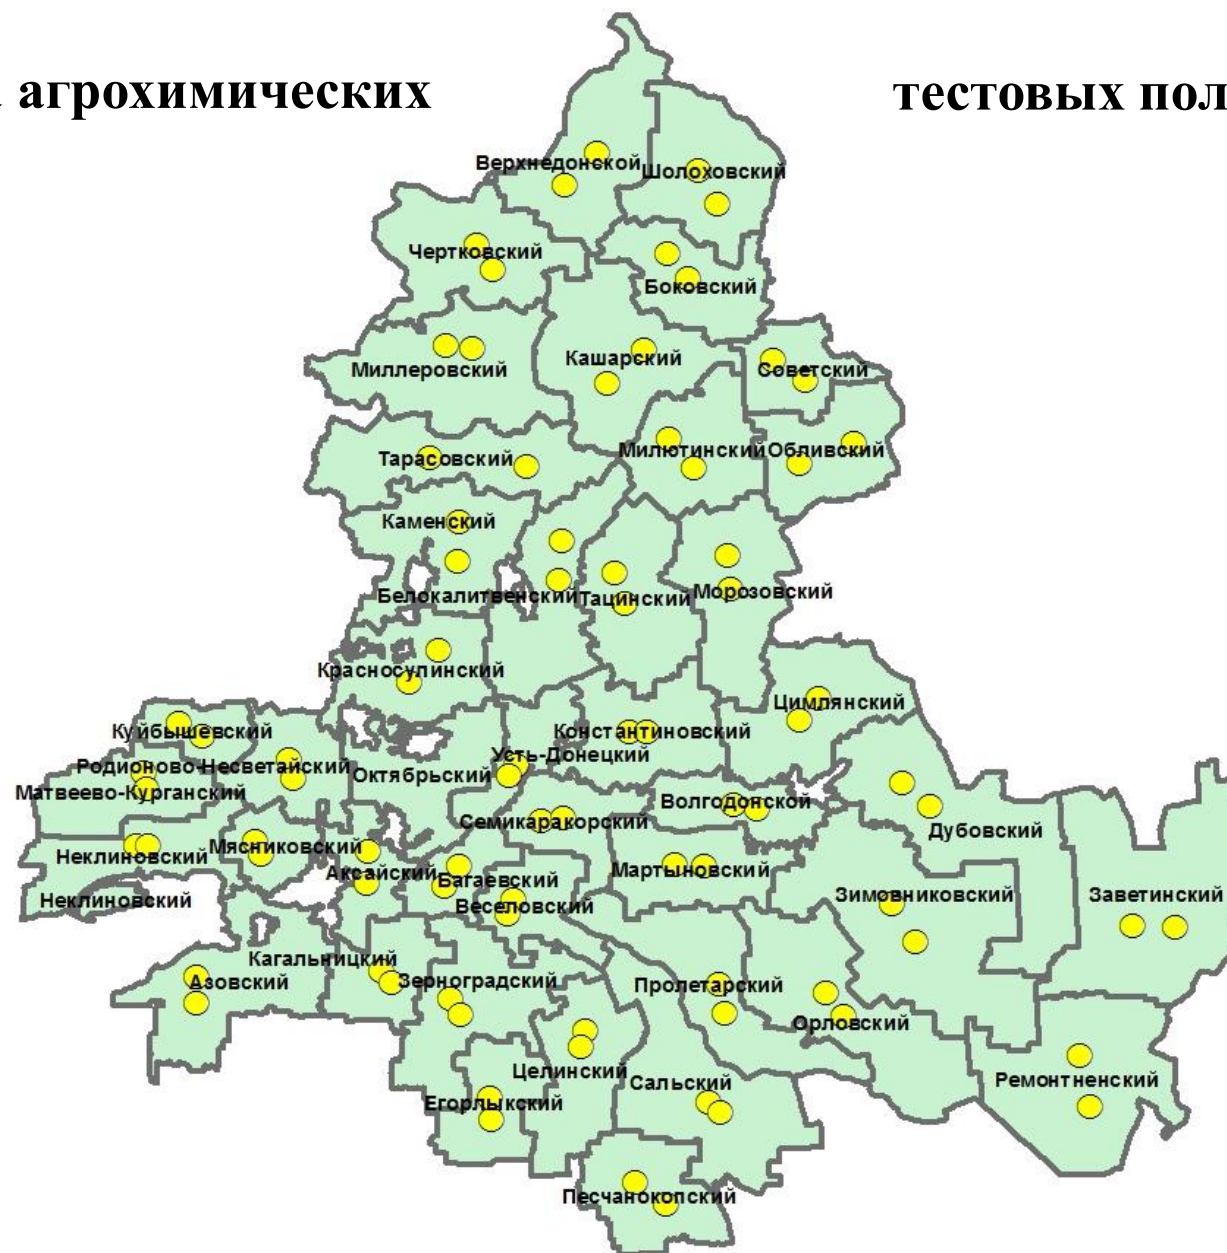 агрохимических
тестовых пол
Верхнедонской
Шолоховский
Чертковский
Боковский
Миллеровский
Кашарский
Советский
Тарасовский
Милютинский
Обливский
Каменский
Белокалитвенский
Тацинский
Морозовский
Красносулинский
Цимлянский
Куйбышевский
Константиновский
Усть-Донецкий
Родионово-Несветайский
Октябрьский
Матвеево-Курганский
Волгодонской
Семикаракорский
Дубовский
Мясниковский
Неклиновский
Аксайский
Багаевский
Мартыновский
Зимовниковский
Заветинский
Неклиновский
Веселовский
Кагальницкий
Азовский
Зерноградский
Пролетарский
Орловский
Целинский
Сальский
Ремонтненский
Егорлыкский
Песчанокопский